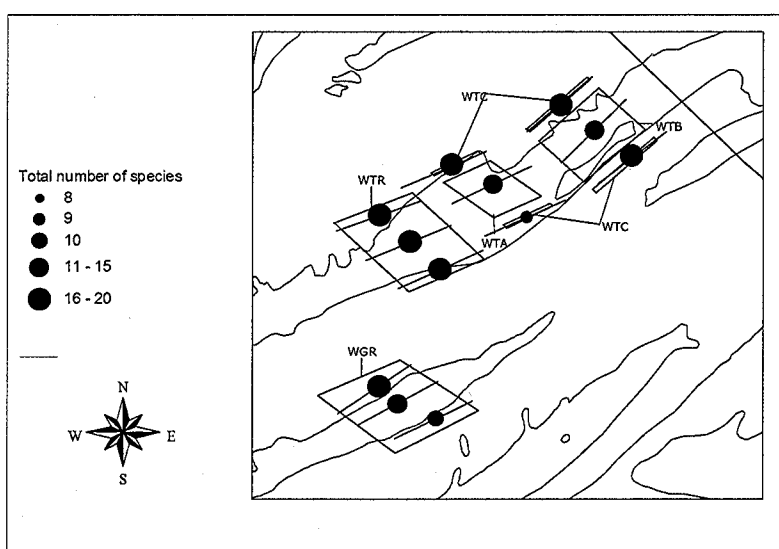 Total number of species
8
9
10
11 - 15
16 - 20
N
W
E
S
WTC
WTB
WTR
WTA
WTC
WGR